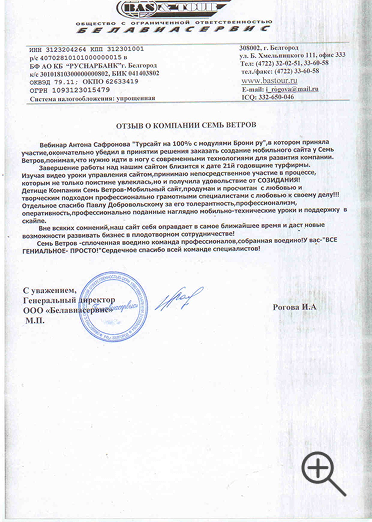 BAS&TOUR
ОБЩЕСТВО С ОГРАНИЧЕННОЙ ОТВЕТСТВЕННОСТЬЮ
БЕЛАВИАСЕРВИС
ИНН 3123204264 КПП 312301001
р/с 40702810101000000015 в
БФ АО КБ "РУСНАРБАНК"г. Белгород
к/с 30101810300000000802, БИК 041403802
ОКВЭД 79.11; ОКПО 62633419
ОГРН 1093123015479
Система налогообложения: упрощенная
308002, г. Белгород
ул. Б. Хмельницкого 111, офис 333
Тел: (4722) 32-02-51, 33-60-58
тел./факс: (4722) 33-60-58
www.bastour.ru
E-mail: i_rogova@mail.ru
ICQ: 332-650-046
ОТЗЫВ О КОМПАНИИ СЕМЬ ВЕТРОВ
Вебинар Антона Сафронова "Турсайт на 100% с модулями Брони ру",в котором приняла
участие,окончательно убедил в принятии решения заказать создание мобильного сайта у Семь
Ветров,понимая,что нужно идти в ногу с современными технологиями для развития компании.
Завершение работы над нашим сайтом близится к дате 21й годовщине турфирмы.
Изучая видео уроки управления сайтом,принимаю непосредственное участие в процессе,
которым не только поистине увлеклась,но и получила удовольствие от СОЗИДАНИЯ!
Детище Компании Семь Ветров-Мобильный сайт,продуман и просчитан с любовью и
творческим подходом профессионально грамотными специалистами с любовью к своему делу!!!
Отдельное спасибо Павлу Добровольскому за его толерантность,профессионализм,
оперативность,профессионально поданные наглядно мобильно-технические уроки и поддержку в
скайпе.
Вне всяких сомнений,наш сайт себя оправдает в самое ближайшее время и даст новые
возможности развивать бизнес в плодотворном сотрудничестве!
Семь Ветров -сплоченная воедино команда профессионалов,собранная воедино!У вас-"ВСЕ
ГЕНИАЛЬНОЕ- ПРОСТО!"Сердечное спасибо всей команде специалистов!
С уважением,
Генеральный директор
ООО «Белавиасервис»
М.П.
Рогова И.А